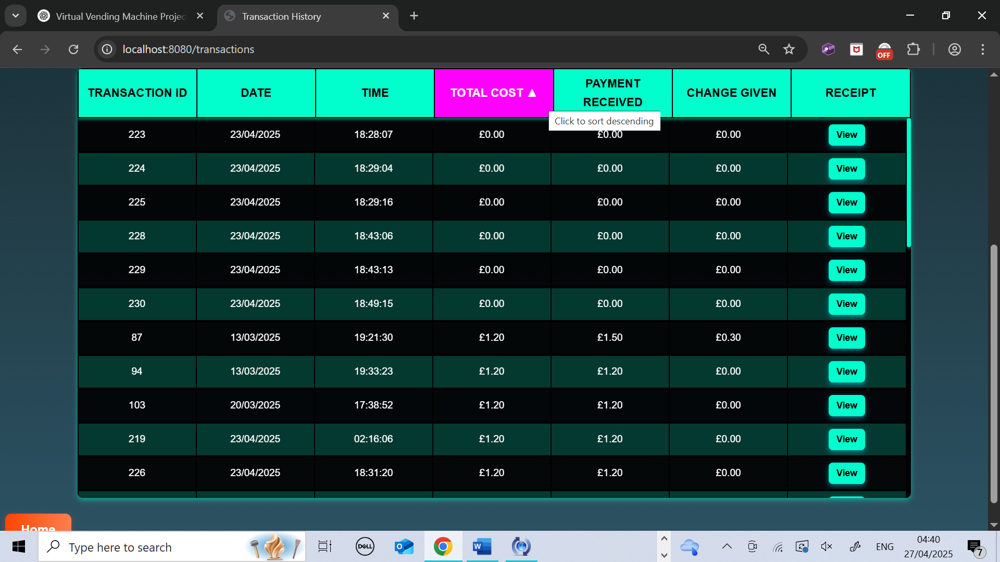 Virtual Vending Machine Projec
Transaction History
localhost:8080/transactions
OFF
TRANSACTION ID DATE TIME TOTAL COST ▲ PAYMENT RECEIVED CHANGE GIVEN RECEIPT
Click to sort descending
223 23/04/2025 18:28:07 £0.00 £0.00 £0.00 View
224 23/04/2025 18:29:04 £0.00 £0.00 £0.00 View
225 23/04/2025 18:29:16 £0.00 £0.00 £0.00 View
228 23/04/2025 18:43:06 £0.00 £0.00 £0.00 View
229 23/04/2025 18:43:13 £0.00 £0.00 £0.00 View
230 23/04/2025 18:49:15 £0.00 £0.00 £0.00 View
87 13/03/2025 19:21:30 £1.20 £1.50 £0.30 View
94 13/03/2025 19:33:23 £1.20 £1.20 £0.00 View
103 20/03/2025 17:38:52 £1.20 £1.20 £0.00 View
219 23/04/2025 02:16:06 £1.20 £1.20 £0.00 View
226 23/04/2025 18:31:20 £1.20 £1.20 £0.00 View
Home
Type here to search
DELL
ENG
04:40
27/04/2025
7